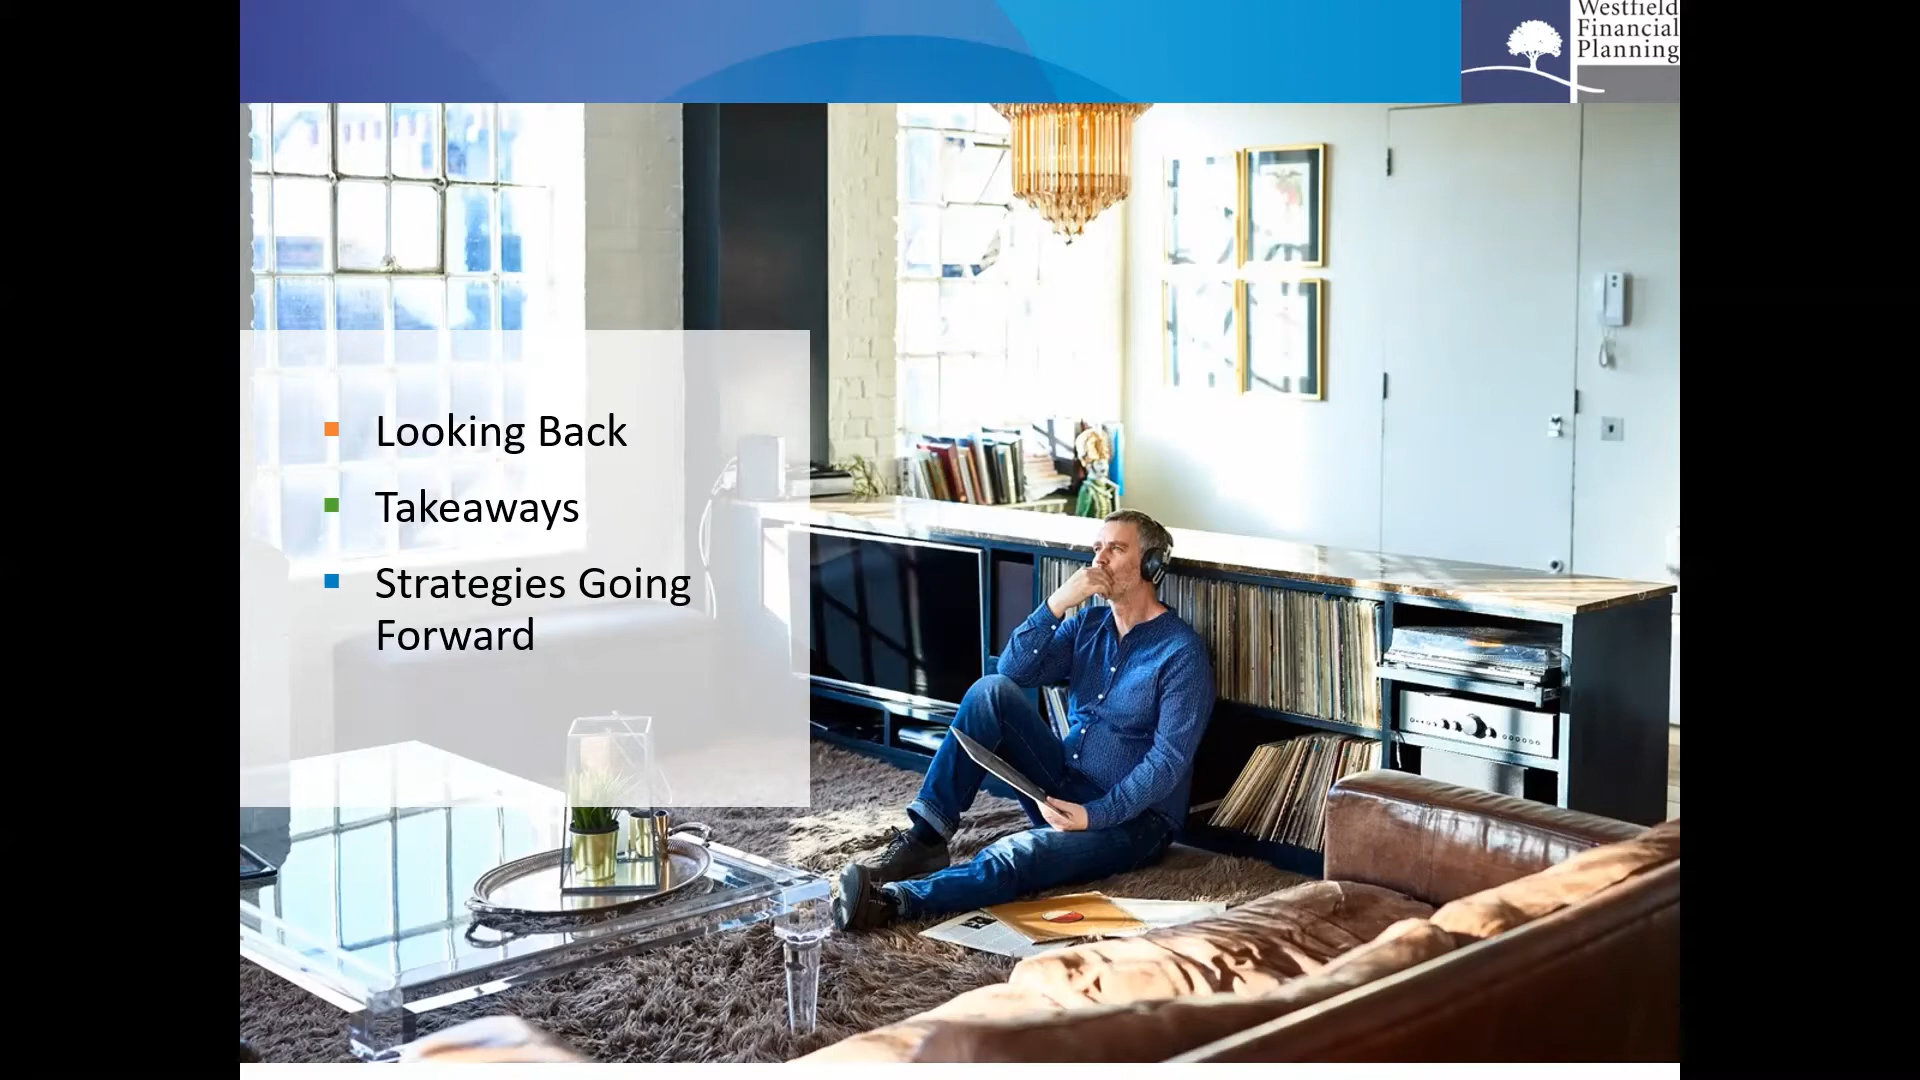 Westfield
Financial
Planning
Looking Back
Takeaways
Strategies Going
Forward